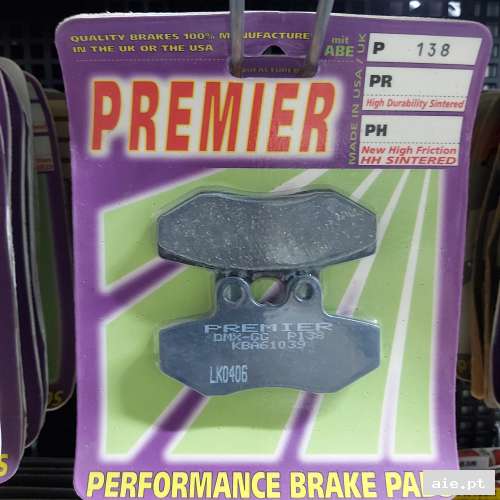 QUALITY BRAKES 100% MANUFACTURED
IN THE UK OR THE USA
mit
ABE
PREMIER
MADE IN USA / UK
P 138
PR
High Durability Sintered
PH
New High Friction
HH SINTERED
PREMIER
DMX-GG P138
KBA61039
LK0406
PERFORMANCE BRAKE PADS
aie.pt